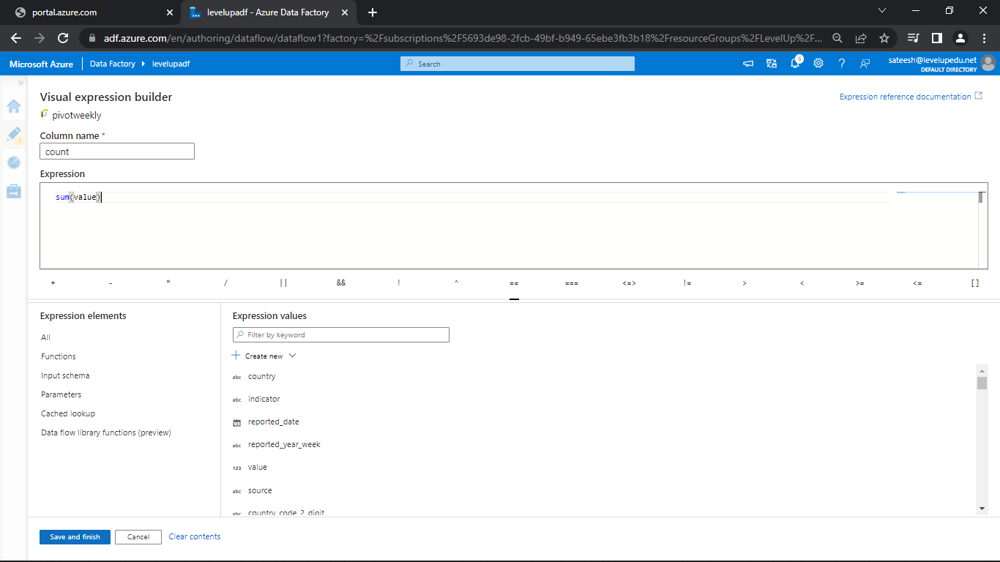 portal.azure.com
levelupadf - Azure Data Factory
adf.azure.com/en/authoring/dataflow/dataflow1?factory=%2Fsubscriptions%2F5693de98-2fcb-49bf-b949-65ebe3fb3b18%2FresourceGroups%2FLevelUp%2F...
Microsoft Azure
Data Factory
levelupadf
Search
6
sateesh@levelupedu.net
DEFAULT DIRECTORY
»
Visual expression builder
Expression reference documentation
pivotweekly
Column name *
count
Expression
sum(value)
+ - * / || && ! ^ == === <=> != > < >= <= []
Expression elements
All
Functions
Input schema
Parameters
Cached lookup
Data flow library functions (preview)
Expression values
Filter by keyword
Create new
abc country
abc indicator
reported_date
abc reported_year_week
123 value
abc source
abc country_code_2_digit
Save and finish
Cancel
Clear contents